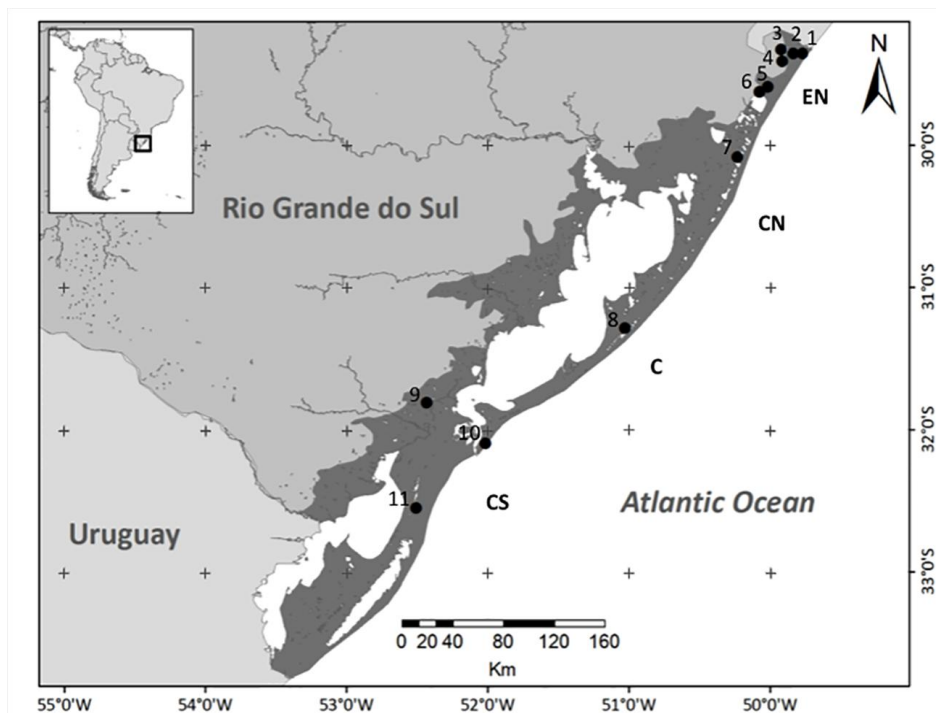 3 2 1
4
N
5
6
EN
7
30°0'S
Rio Grande do Sul
CN
31°0'S
8
C
9
10
32°0'S
11
CS
Atlantic Ocean
Uruguay
33°0'S
0 20 40 80 120 160
Km
55°0'W 54°0'W 53°0'W 52°0'W 51°0'W 50°0'W